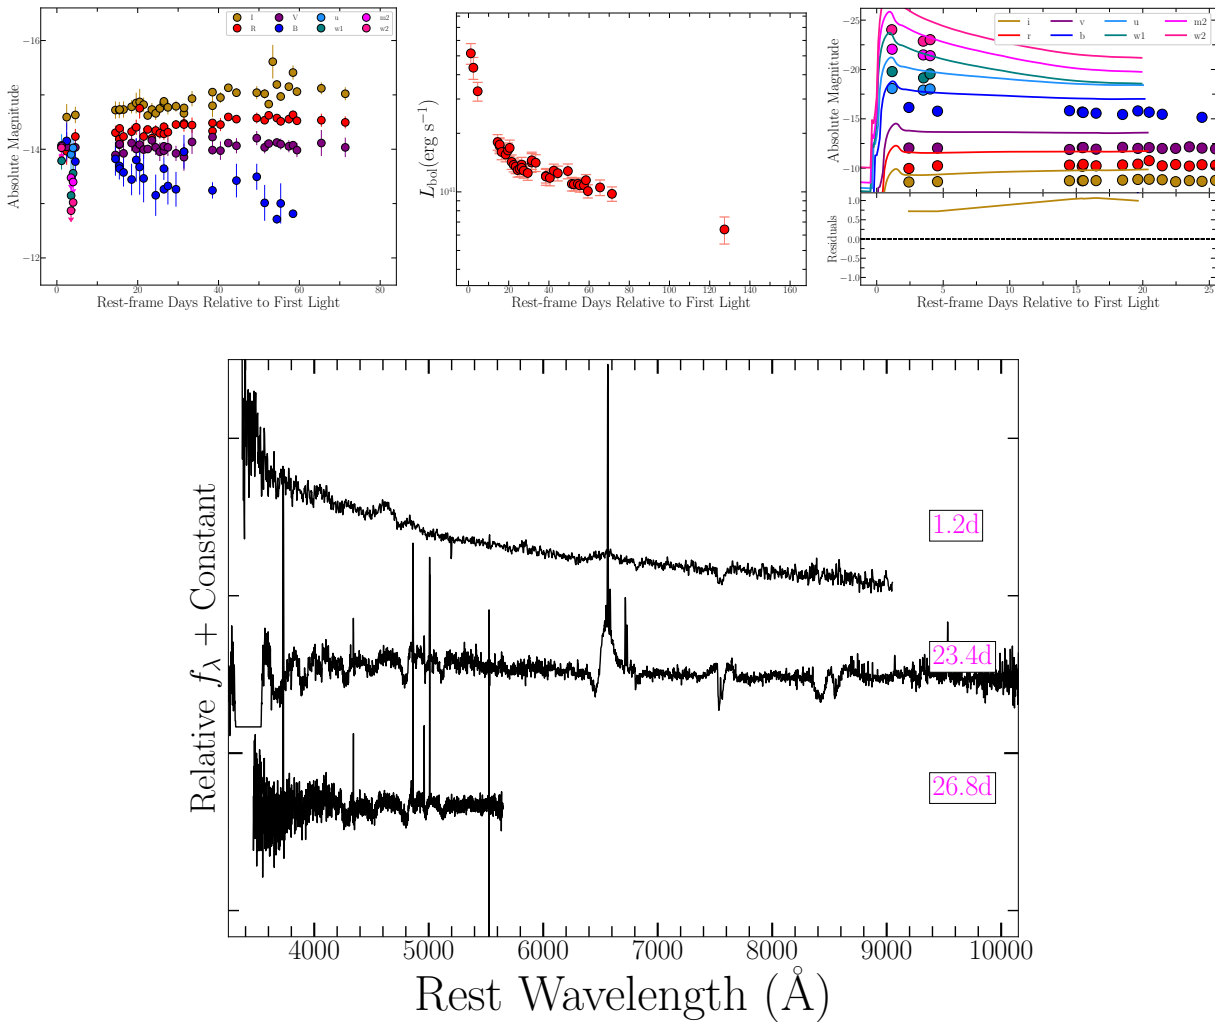 I
R
V
B
u
w1
m2
w2
−16
−14
−12
Absolute Magnitude
0
20
40
60
80
Rest-frame Days Relative to First Light
L_bol(erg s⁻¹)
0
20
40
60
80
100
120
140
160
Rest-frame Days Relative to First Light
i
r
v
b
u
w1
m2
w2
−25
−20
−15
−10
Absolute Magnitude
1.0
0.5
0.0
−0.5
−1.0
Residuals
0
5
10
15
20
25
Rest-frame Days Relative to First Light
Relative f_λ + Constant
1.2d
23.4d
26.8d
4000
5000
6000
7000
8000
9000
10000
Rest Wavelength (Å)